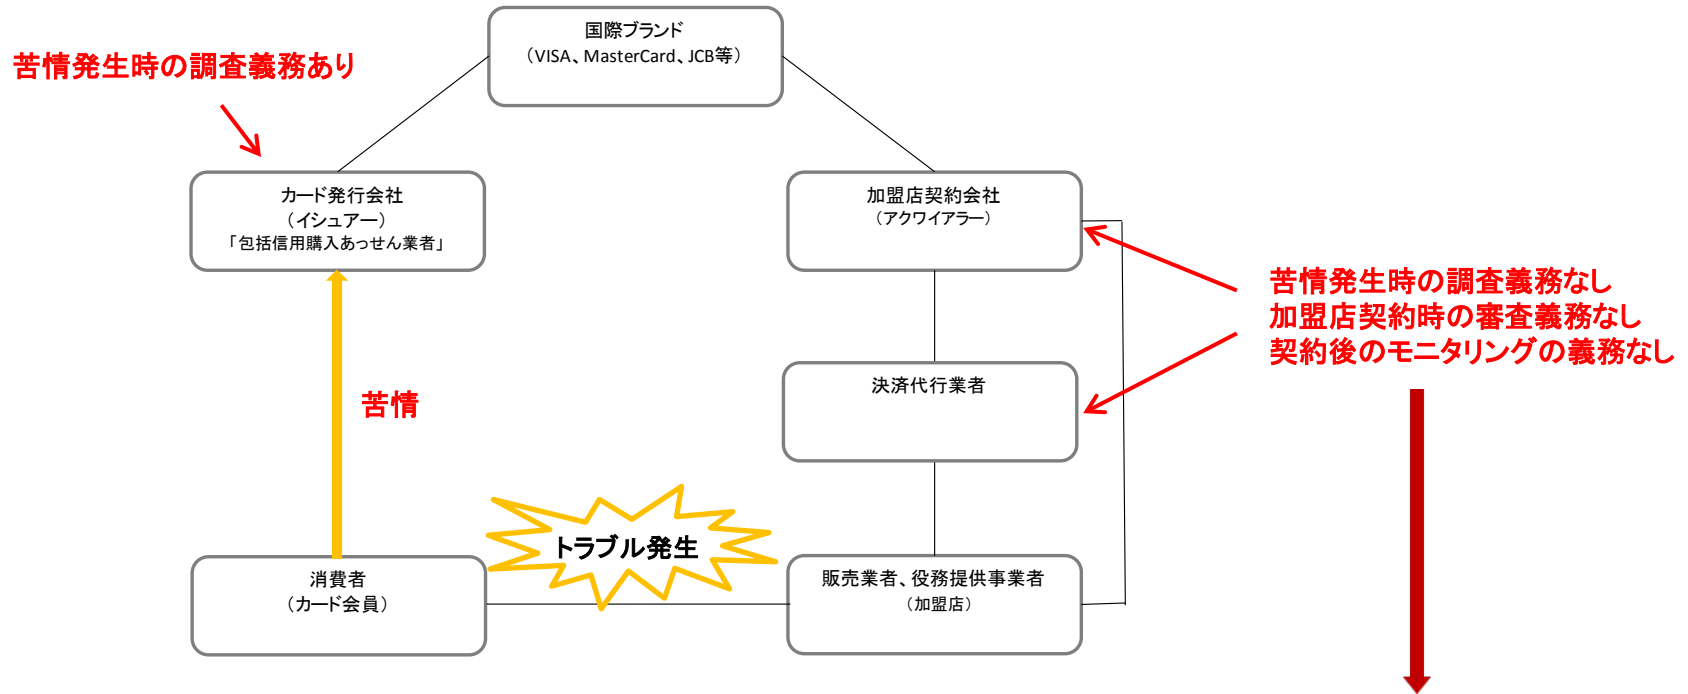 国際ブランド
（VISA、MasterCard、JCB等）
苦情発生時の調査義務あり
カード発行会社
（イシュアー）
「包括信用購入あっせん業者」
加盟店契約会社
（アクワイアラー）
苦情発生時の調査義務なし
加盟店契約時の審査義務なし
契約後のモニタリングの義務なし
決済代行業者
苦情
トラブル発生
消費者
（カード会員）
販売業者、役務提供事業者
（加盟店）